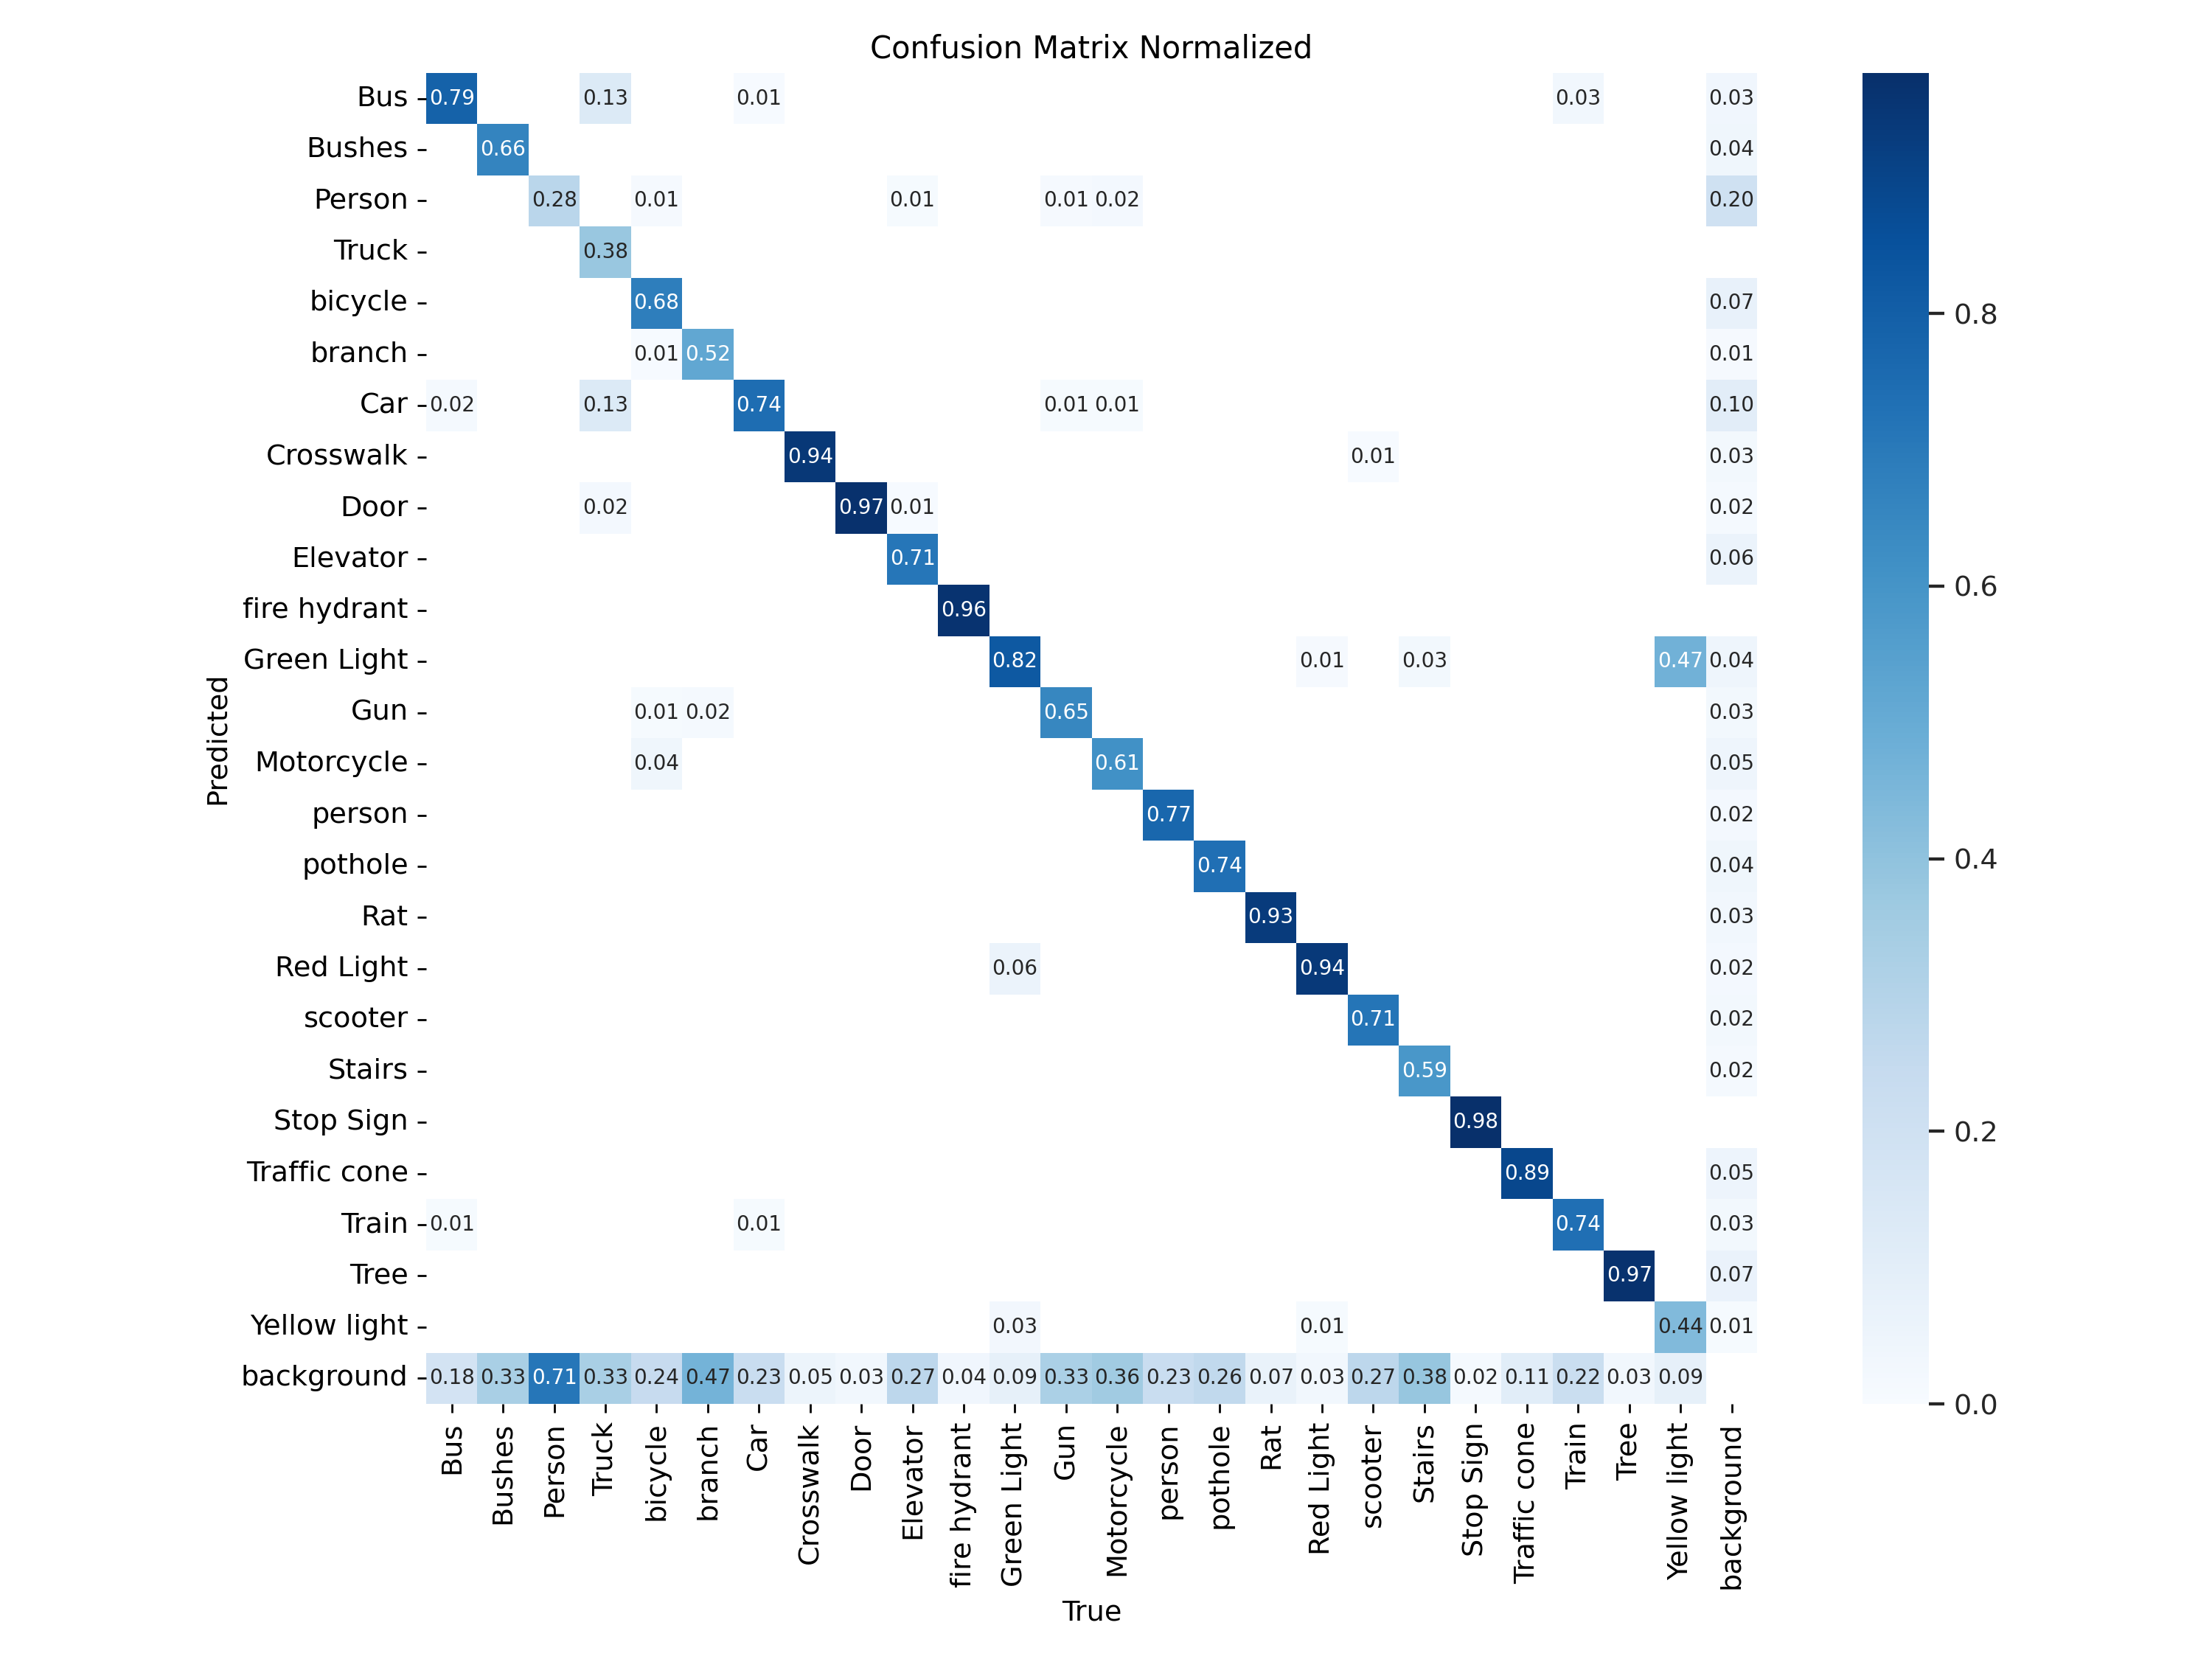 Confusion Matrix Normalized
Bus 0.79 0.13 0.01 0.03 0.03
Bushes 0.66 0.04
Person 0.28 0.01 0.01 0.01 0.02 0.20
Truck 0.38
bicycle 0.68 0.07
0.8
branch 0.01 0.52 0.01
Car 0.02 0.13 0.74 0.01 0.01 0.10
Crosswalk 0.94 0.01 0.03
Door 0.02 0.97 0.01 0.02
Elevator 0.71 0.06
0.6
fire hydrant 0.96
Green Light 0.82 0.01 0.03 0.47 0.04
Gun 0.01 0.02 0.65 0.03
Predicted
Motorcycle 0.04 0.61 0.05
person 0.77 0.02
pothole 0.74 0.04
0.4
Rat 0.93 0.03
Red Light 0.06 0.94 0.02
scooter 0.71 0.02
Stairs 0.59 0.02
Stop Sign 0.98
0.2
Traffic cone 0.89 0.05
Train 0.01 0.01 0.74 0.03
Tree 0.97 0.07
Yellow light 0.03 0.01 0.44 0.01
background 0.18 0.33 0.71 0.33 0.24 0.47 0.23 0.05 0.03 0.27 0.04 0.09 0.33 0.36 0.23 0.26 0.07 0.03 0.27 0.38 0.02 0.11 0.22 0.03 0.09
0.0
Bus
Bushes
Person
Truck
bicycle
branch
Car
Crosswalk
Door
Elevator
fire hydrant
Green Light
Gun
Motorcycle
person
pothole
Rat
Red Light
scooter
Stairs
Stop Sign
Traffic cone
Train
Tree
Yellow light
background
True